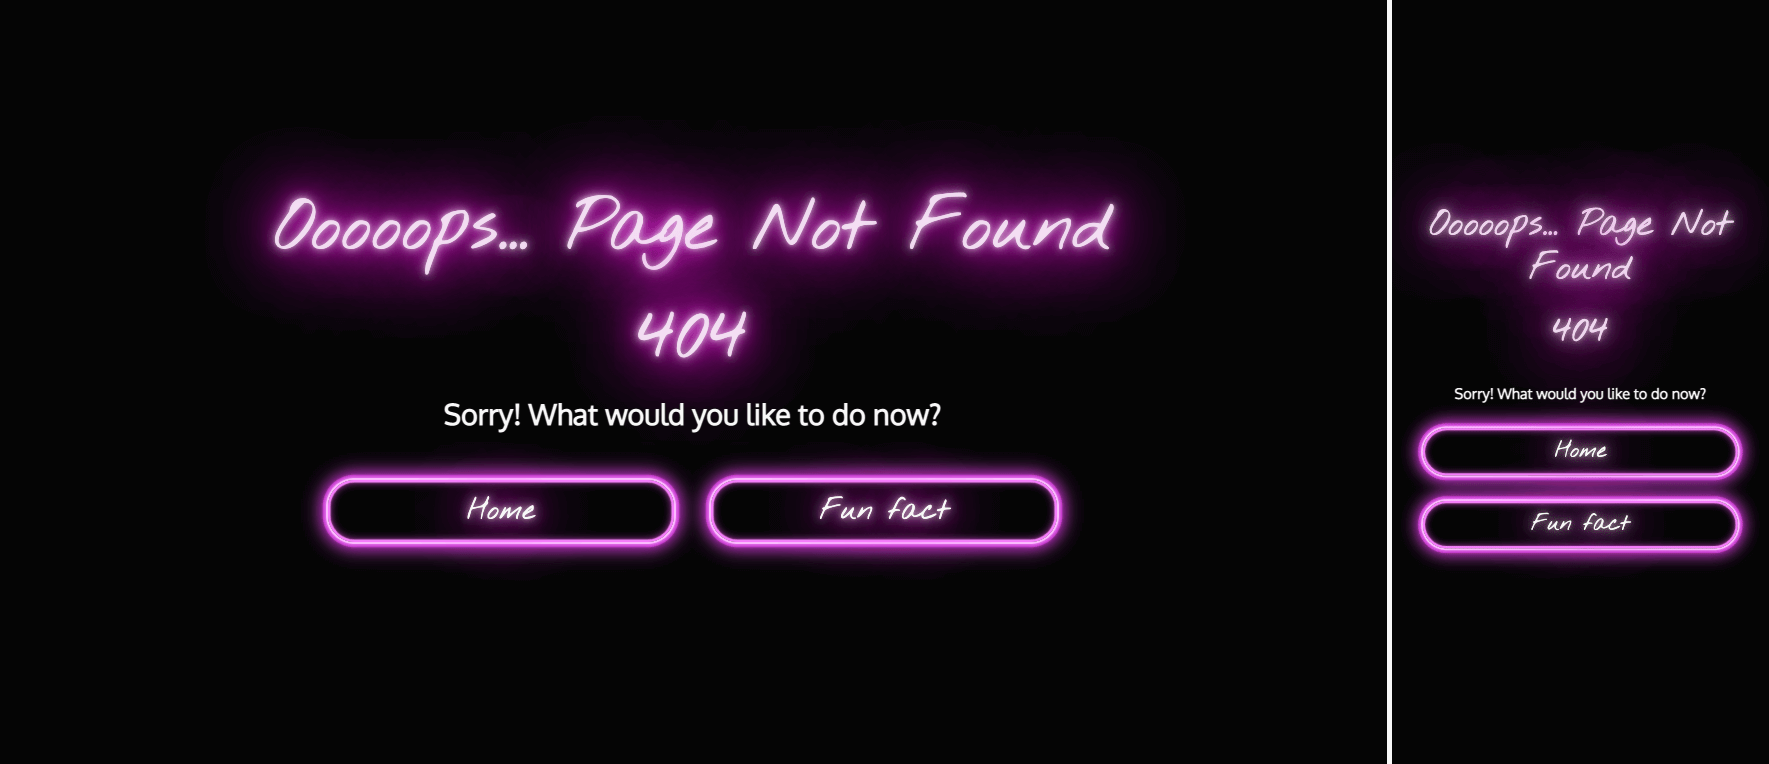 Ooooops... Page Not Found
404
Sorry! What would you like to do now?
Home
Fun fact
Ooooops... Page Not
Found
404
Sorry! What would you like to do now?
Home
Fun fact